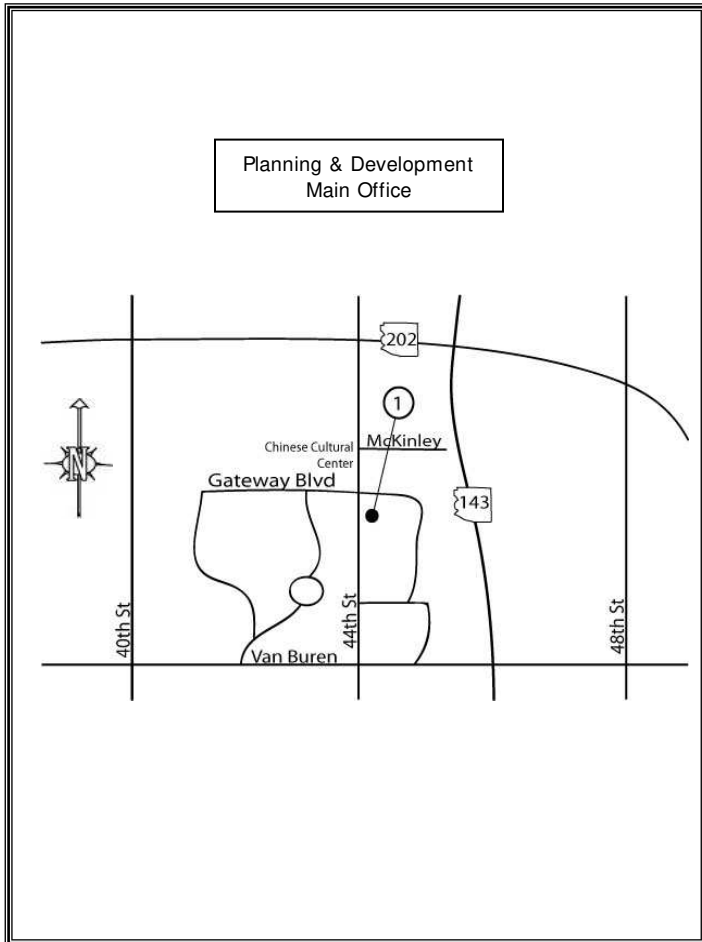 Planning & Development
Main Office
202
1
Chinese Cultural
Center
McKinley
Gateway Blvd
N
143
40th St
44th St
48th St
Van Buren